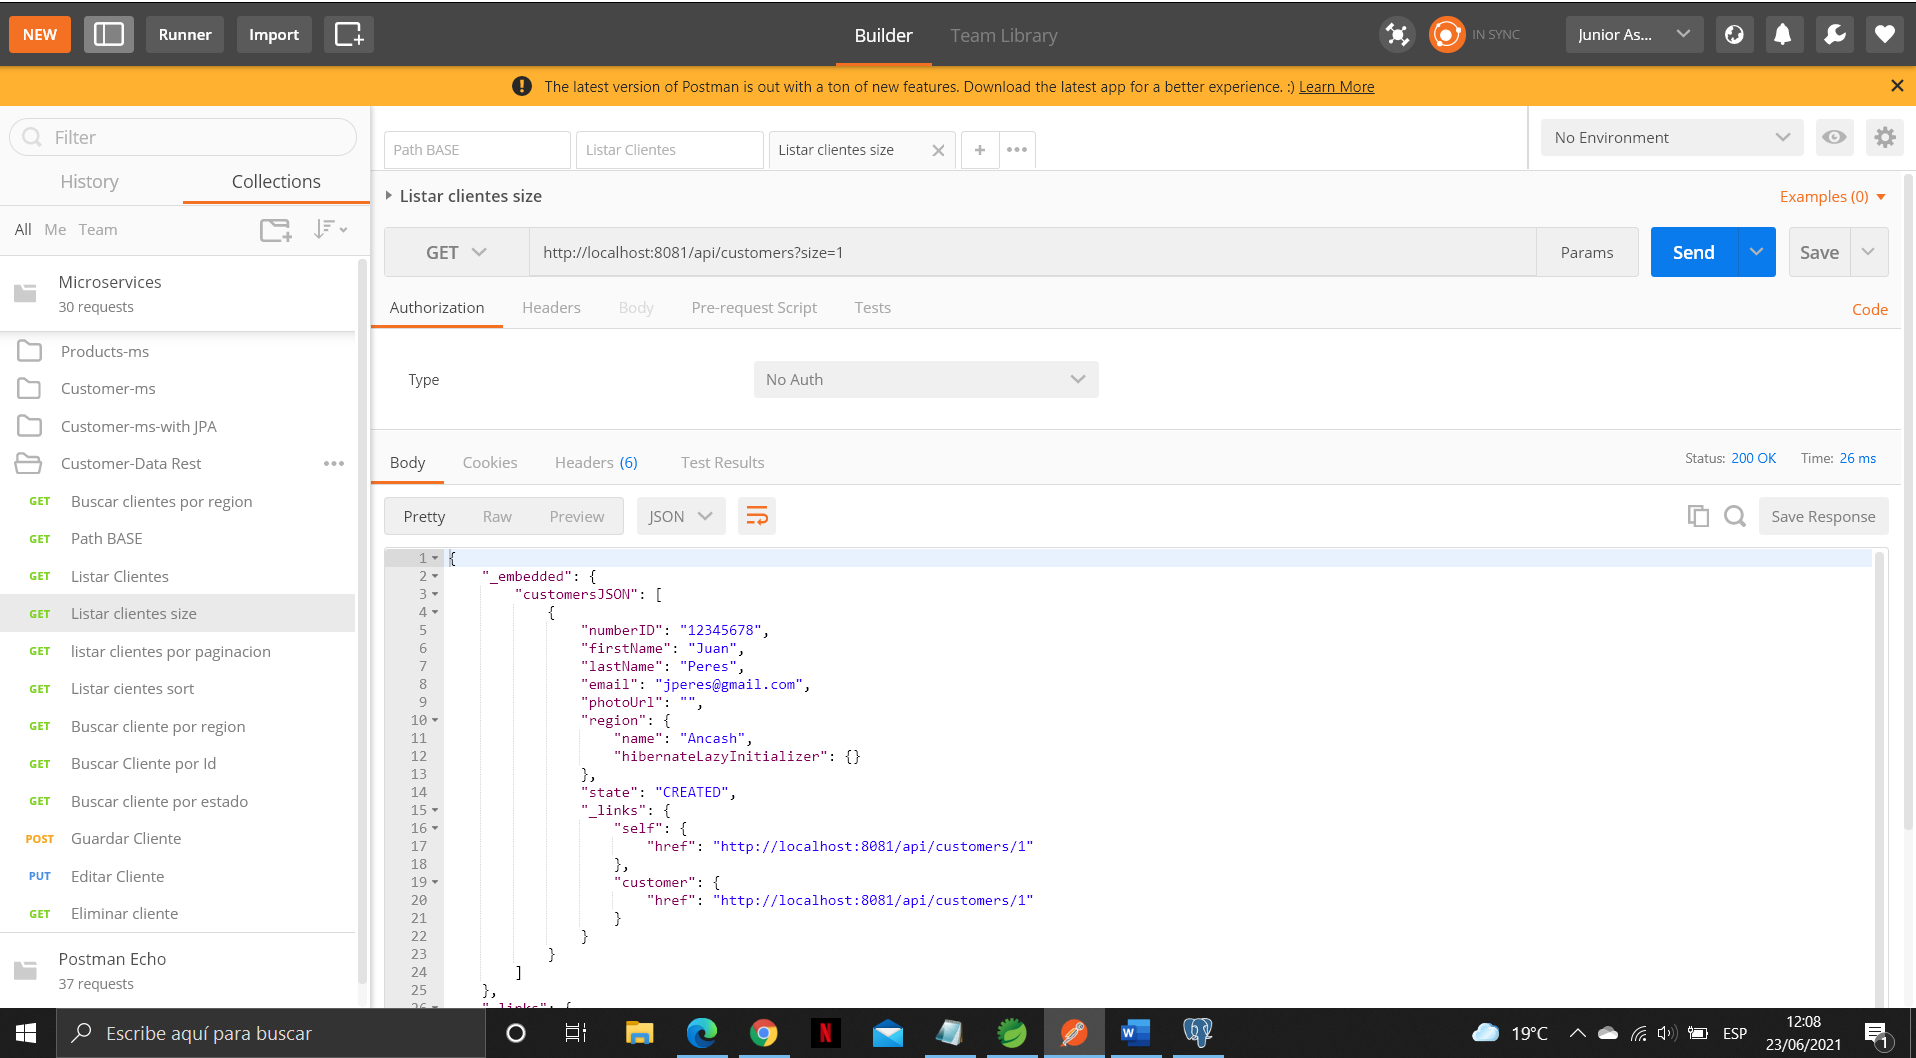 NEW
Runner
Import
Builder
Team Library
IN SYNC
Junior As...
The latest version of Postman is out with a ton of new features. Download the latest app for a better experience. :) Learn More
Filter
History
Collections
All Me Team
Microservices
30 requests
Products-ms
Customer-ms
Customer-ms-with JPA
Customer-Data Rest
GET Buscar clientes por region
GET Path BASE
GET Listar Clientes
GET Listar clientes size
GET listar clientes por paginacion
GET Listar cientes sort
GET Buscar cliente por region
GET Buscar Cliente por Id
GET Buscar cliente por estado
POST Guardar Cliente
PUT Editar Cliente
GET Eliminar cliente
Postman Echo
37 requests
Path BASE
Listar Clientes
Listar clientes size
No Environment
Listar clientes size
Examples (0)
GET
http://localhost:8081/api/customers?size=1
Params
Send
Save
Authorization
Headers
Body
Pre-request Script
Tests
Code
Type
No Auth
Body
Cookies
Headers (6)
Test Results
Status: 200 OK
Time: 26 ms
Pretty
Raw
Preview
JSON
Save Response
1 {
2 "_embedded": {
3 "customersJSON": [
4 {
5 "numberID": "12345678",
6 "firstName": "Juan",
7 "lastName": "Peres",
8 "email": "jperes@gmail.com",
9 "photoUrl": "",
10 "region": {
11 "name": "Ancash",
12 "hibernateLazyInitializer": {}
13 },
14 "state": "CREATED",
15 "_links": {
16 "self": {
17 "href": "http://localhost:8081/api/customers/1"
18 },
19 "customer": {
20 "href": "http://localhost:8081/api/customers/1"
21 }
22 }
23 }
24 ]
25 },
26 "_links": {
Escribe aquí para buscar
N
W
19°C
ESP
12:08
23/06/2021
1